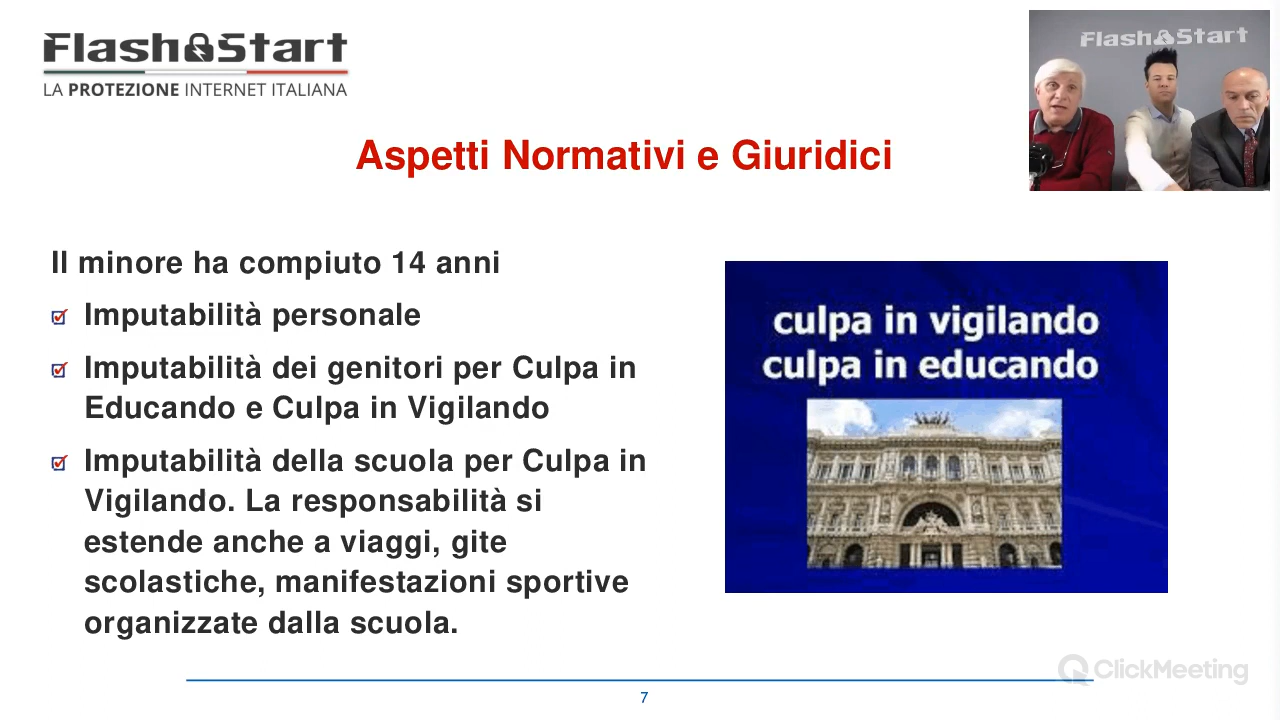 Flash Start
LA PROTEZIONE INTERNET ITALIANA
Flash Start
Aspetti Normativi e Giuridici
Il minore ha compiuto 14 anni
Imputabilità personale
Imputabilità dei genitori per Culpa in
Educando e Culpa in Vigilando
Imputabilità della scuola per Culpa in
Vigilando. La responsabilità si
estende anche a viaggi, gite
scolastiche, manifestazioni sportive
organizzate dalla scuola.
culpa in vigilando
culpa in educando
ClickMeeting
7